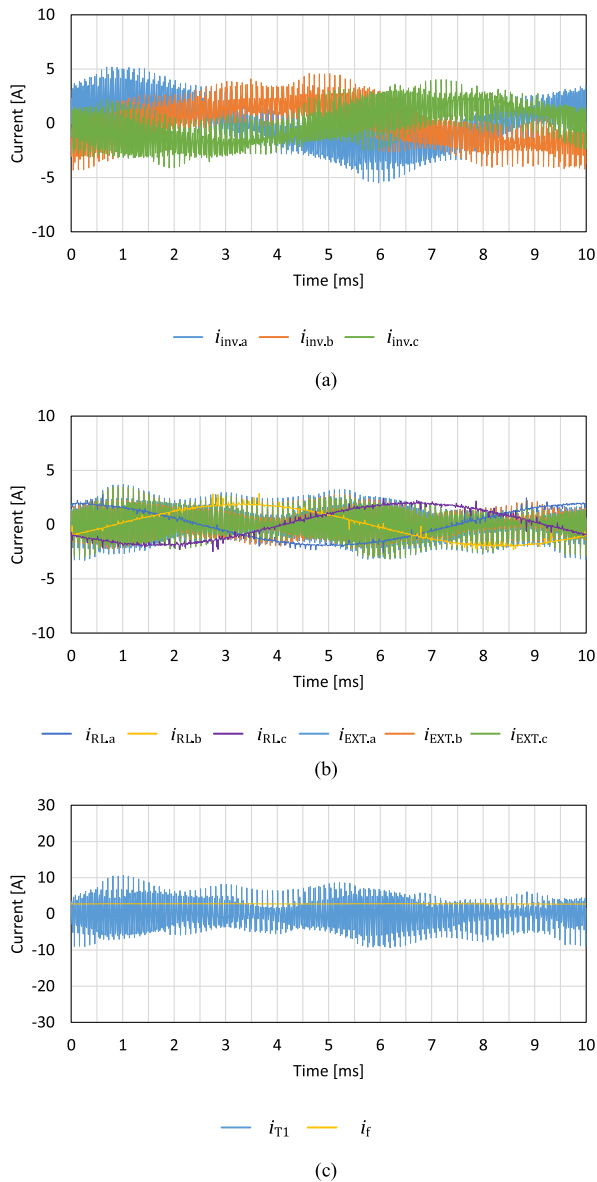 10
5
0
-5
-10
Current [A]
0 1 2 3 4 5 6 7 8 9 10
Time [ms]
iinv.a iinv.b iinv.c
(a)
10
5
0
-5
-10
Current [A]
0 1 2 3 4 5 6 7 8 9 10
Time [ms]
iRL.a iRL.b iRL.c iEXT.a iEXT.b iEXT.c
(b)
30
20
10
0
-10
-20
-30
Current [A]
0 1 2 3 4 5 6 7 8 9 10
Time [ms]
iT1 if
(c)